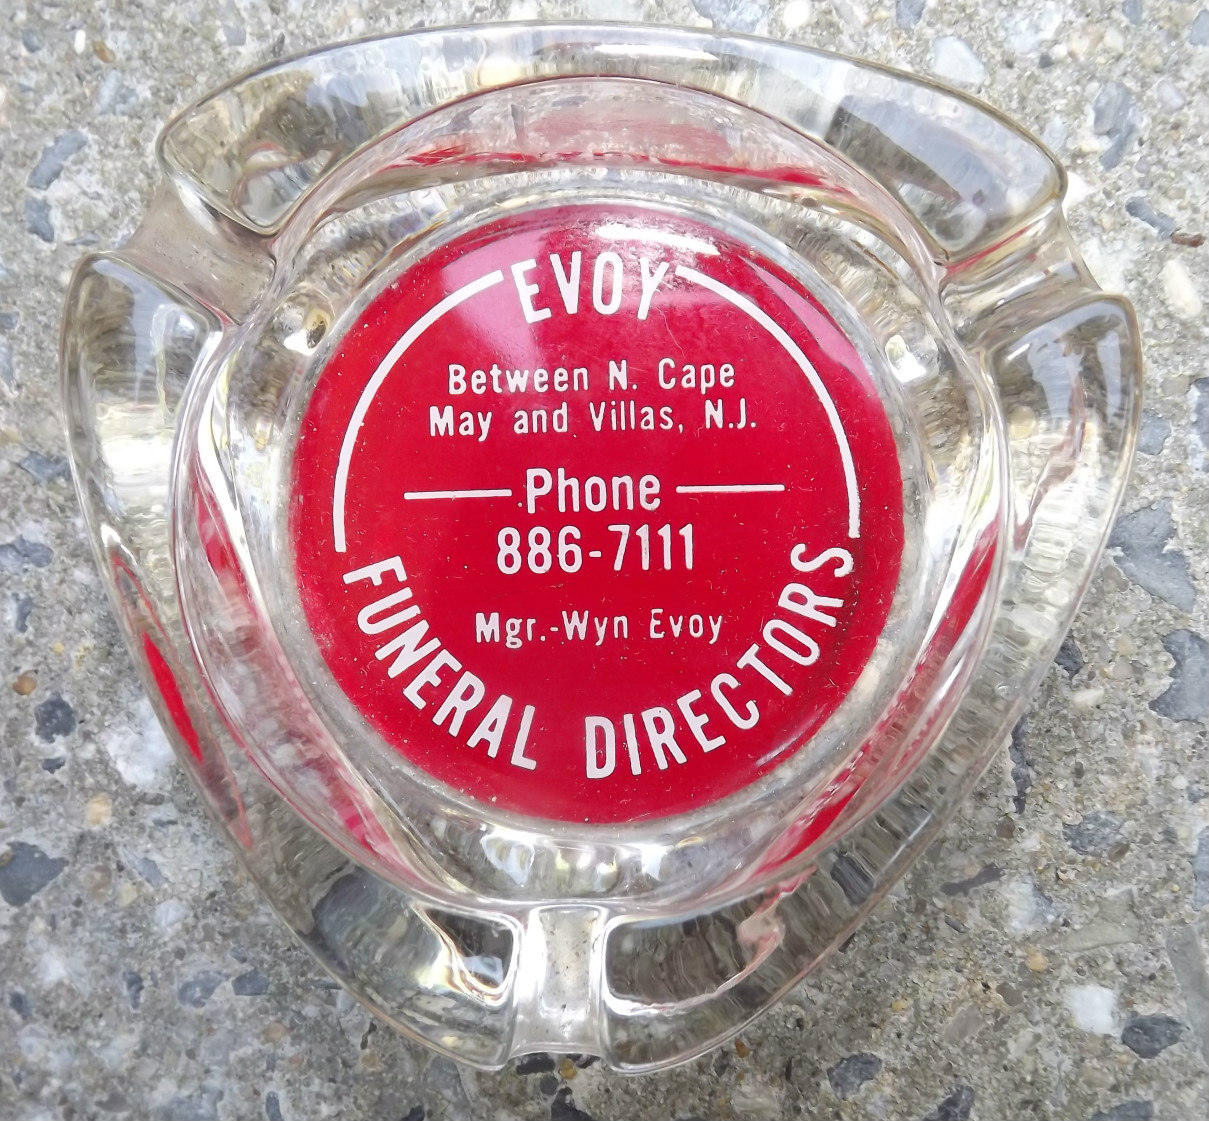 EVOY
Between N. Cape
May and Villas, N.J.
Phone
886-7111
Mgr.-Wyn Evoy
FUNERAL DIRECTORS